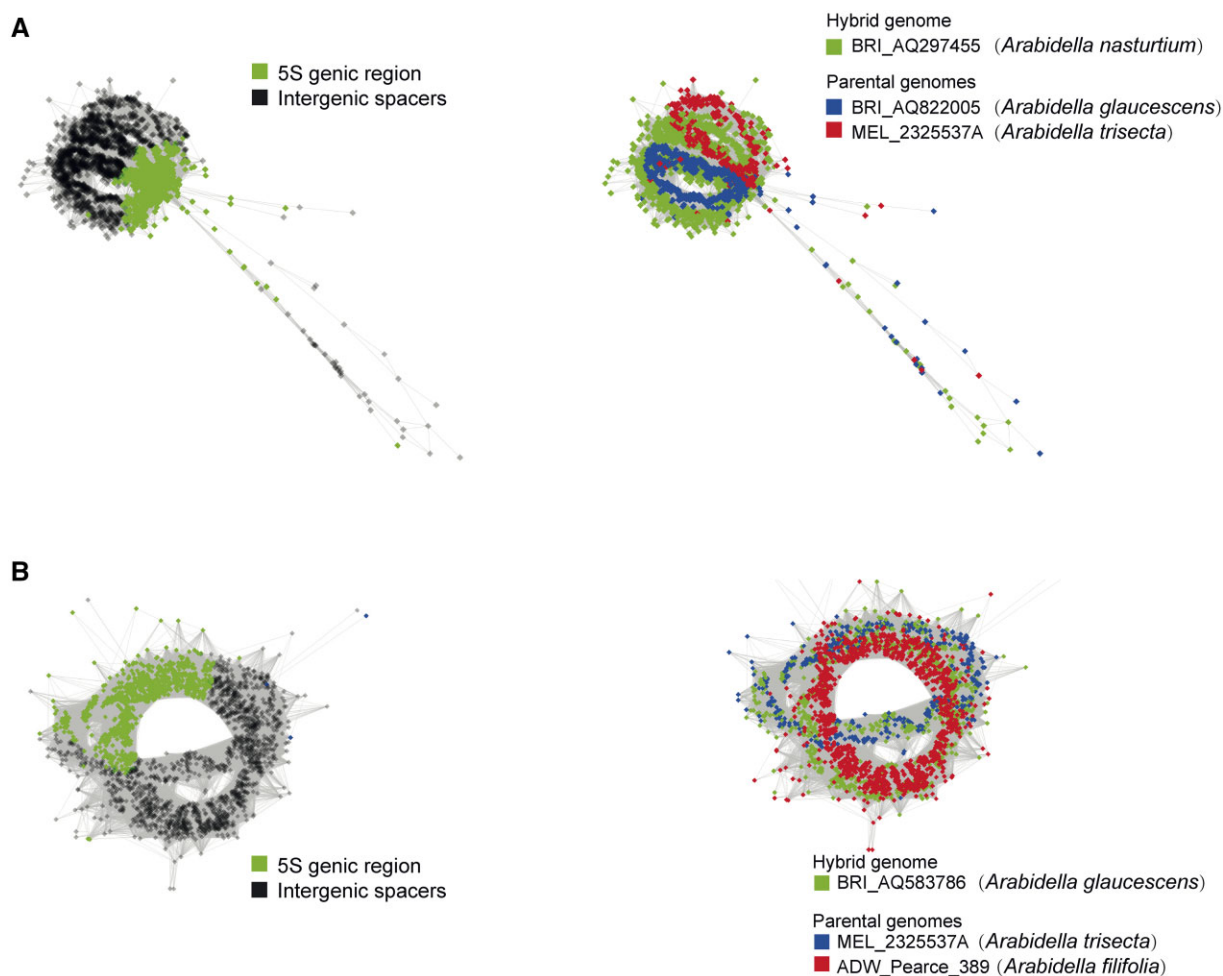 A
5S genic region
Intergenic spacers
Hybrid genome
BRI_AQ297455 (Arabidella nasturtium)
Parental genomes
BRI_AQ822005 (Arabidella glaucescens)
MEL_2325537A (Arabidella trisecta)
B
5S genic region
Intergenic spacers
Hybrid genome
BRI_AQ583786 (Arabidella glaucescens)
Parental genomes
MEL_2325537A (Arabidella trisecta)
ADW_Pearce_389 (Arabidella filifolia)